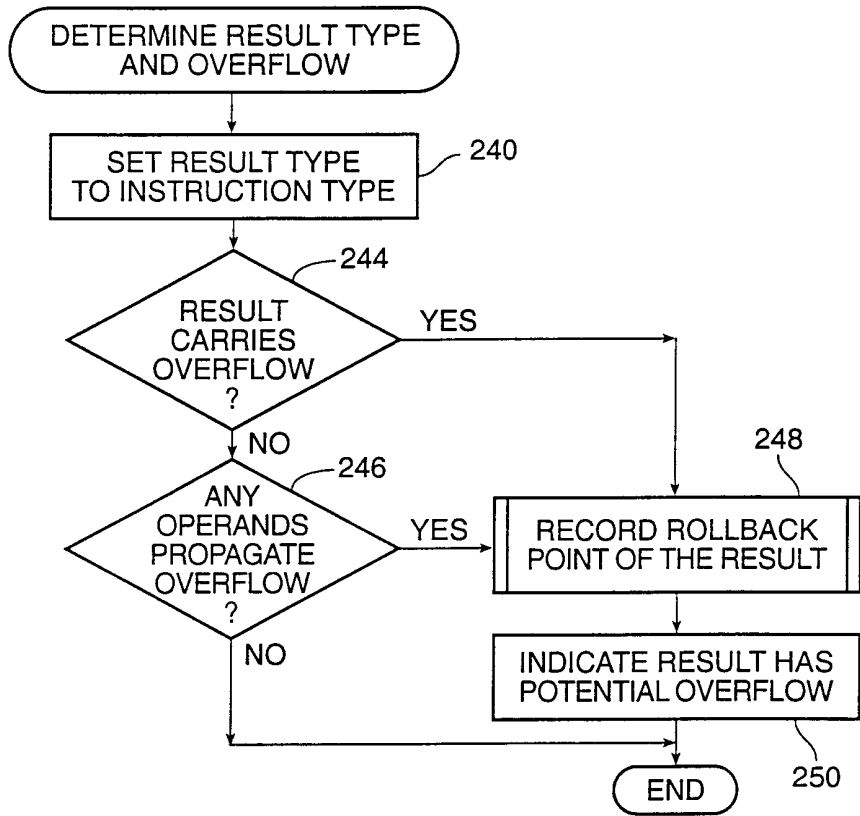 DETERMINE RESULT TYPE
AND OVERFLOW
SET RESULT TYPE
TO INSTRUCTION TYPE
240
244
RESULT
CARRIES
OVERFLOW
?
YES
NO
246
ANY
OPERANDS
PROPAGATE
OVERFLOW
?
YES
NO
248
RECORD ROLLBACK
POINT OF THE RESULT
INDICATE RESULT HAS
POTENTIAL OVERFLOW
250
END